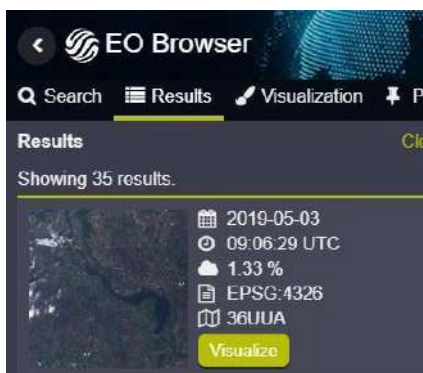 EO Browser
Search Results Visualization P
Results Cle
Showing 35 results.
2019-05-03
09:06:29 UTC
1.33 %
EPSG:4326
36UUA
Visualize